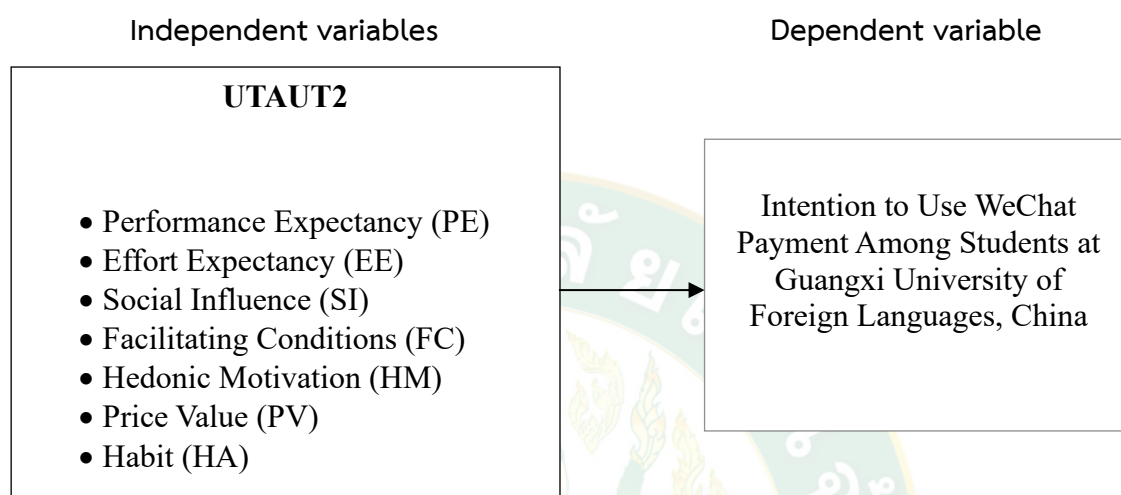 Independent variables
Dependent variable
UTAUT2
• Performance Expectancy (PE)
• Effort Expectancy (EE)
• Social Influence (SI)
• Facilitating Conditions (FC)
• Hedonic Motivation (HM)
• Price Value (PV)
• Habit (HA)
Intention to Use WeChat
Payment Among Students at
Guangxi University of
Foreign Languages, China